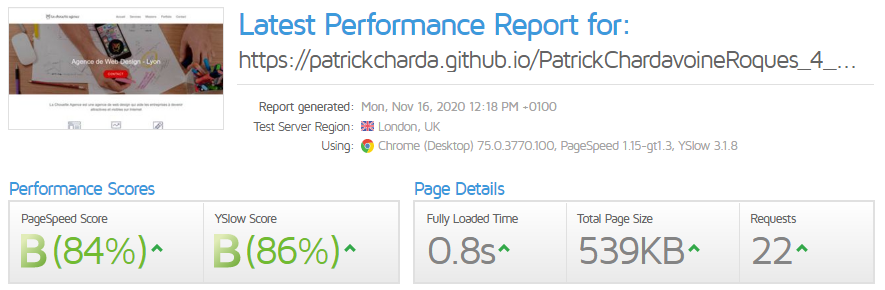 Latest Performance Report for:
https://patrickcharda.github.io/PatrickChardavoineRoques_4_...
Report generated: Mon, Nov 16, 2020 12:18 PM +0100
Test Server Region: London, UK
Using: Chrome (Desktop) 75.0.3770.100, PageSpeed 1.15-gt1.3, YSlow 3.1.8
Agence de Web Design - Lyon
CONTACT
Performance Scores
Page Details
PageSpeed Score
YSlow Score
Fully Loaded Time
Total Page Size
Requests
B (84%)
B (86%)
0.8s
539KB
22